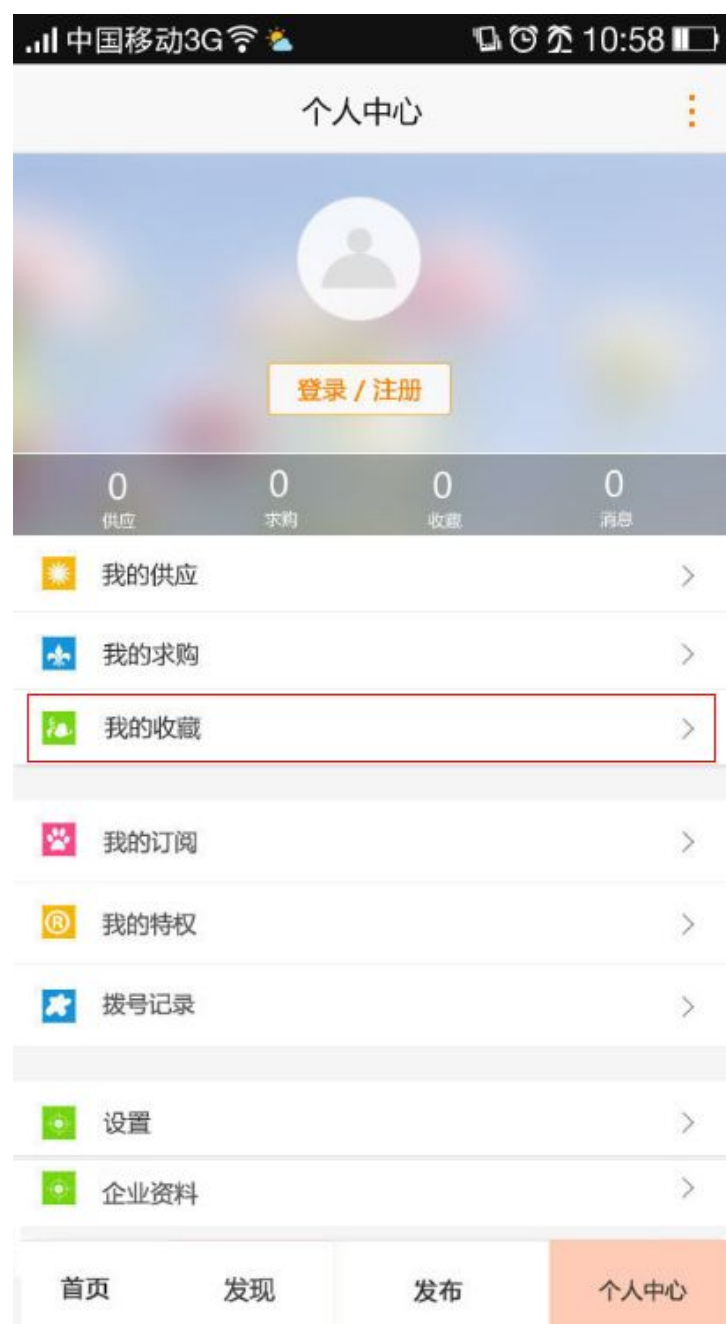 中国移动3G 10:58
个人中心
登录 / 注册
0 0 0 0
供应 求购 收藏 消息
我的供应
我的求购
我的收藏
我的订阅
® 我的特权
拨号记录
设置
企业资料
首页 发现 发布 个人中心